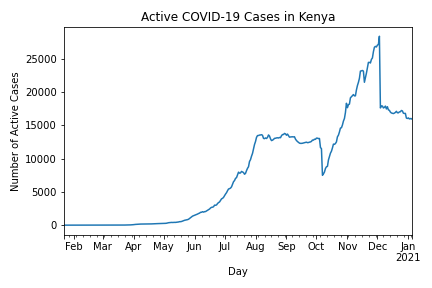 Active COVID-19 Cases in Kenya
Number of Active Cases
25000
20000
15000
10000
5000
0
Feb Mar Apr May Jun Jul Aug Sep Oct Nov Dec Jan
2021
Day